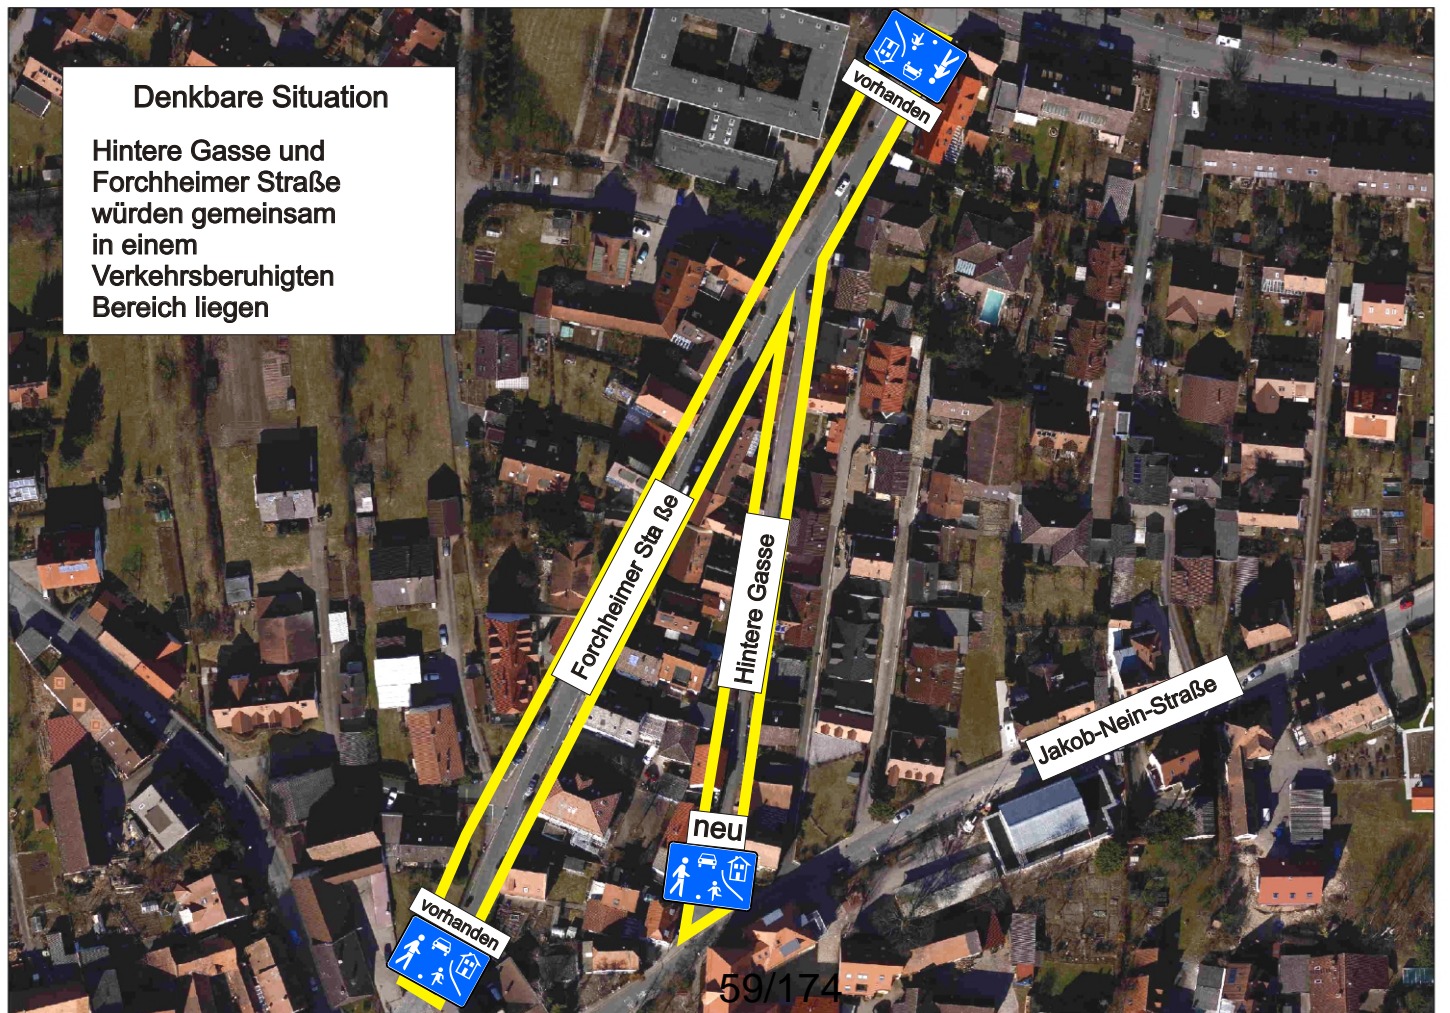 Denkbare Situation
Hintere Gasse und
Forchheimer Straße
würden gemeinsam
in einem
Verkehrsberuhigten
Bereich liegen
vorhanden
Forchheimer Sta ße
Hintere Gasse
Jakob-Nein-Straße
neu
vorhanden
59/174